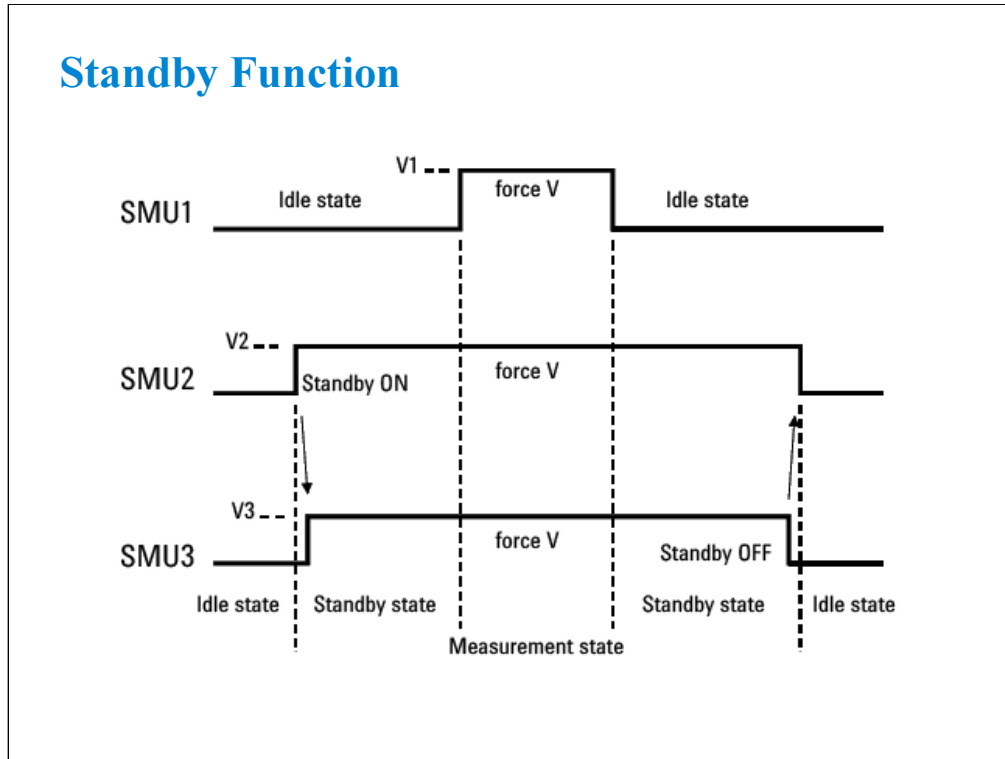 Standby Function
V1
force V
Idle state
Idle state
SMU1
V2
force V
SMU2
Standby ON
V3
force V
SMU3
Standby OFF
Idle state
Standby state
Standby state
Idle state
Measurement state